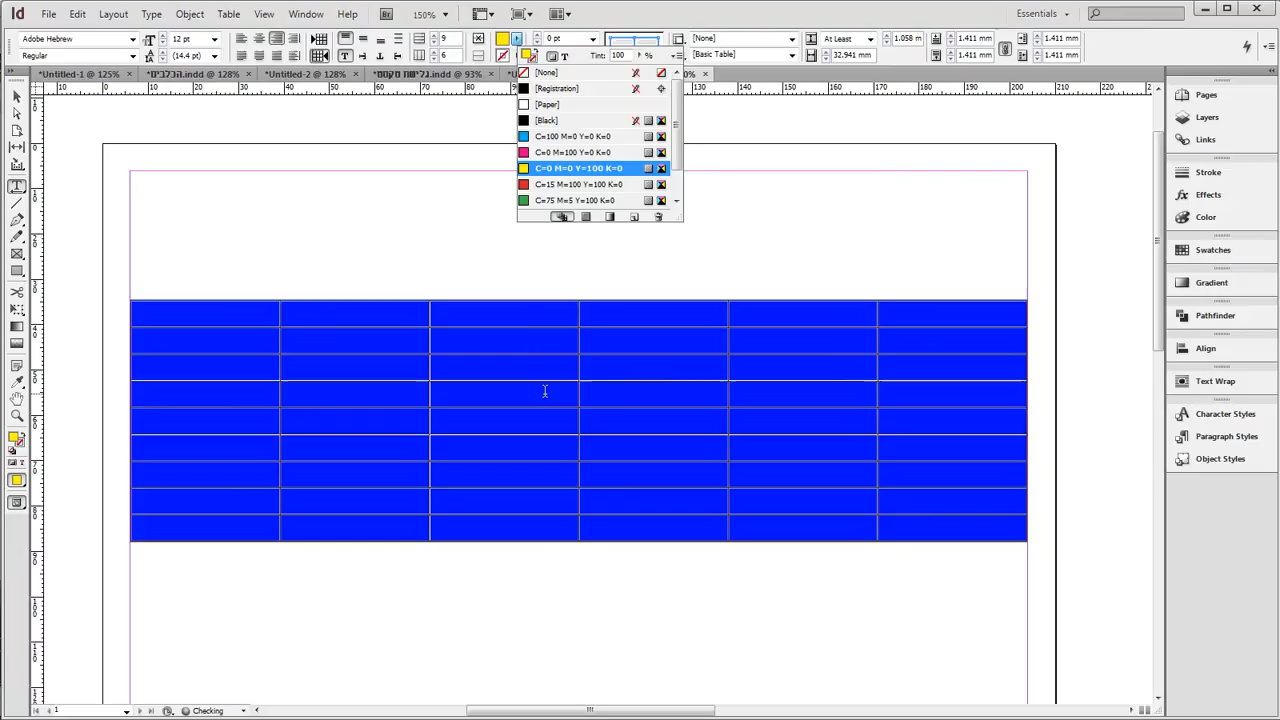 Id File Edit Layout Type Object Table View Window Help Br 150% Essentials
Adobe Hebrew 12 pt 9 0 pt [None] At Least 1.058 m 1.411 mm 1.411 mm
Regular (14.4 p 6 [Basic Table] 32.941 mm 1.411 mm 1.411 mm
T Tint: 100 %
*Untitled-1 @ 125% *Untitled-2 @ 128%
[None]
[Registration]
[Paper]
[Black]
C=100 M=0 Y=0 K=0
C=0 M=100 Y=0 K=0
C=0 M=0 Y=100 K=0
C=15 M=100 Y=100 K=0
C=75 M=5 Y=100 K=0
Pages
Layers
Links
Stroke
Effects
Color
Swatches
Gradient
Pathfinder
Align
Text Wrap
Character Styles
Paragraph Styles
Object Styles
1 Checking